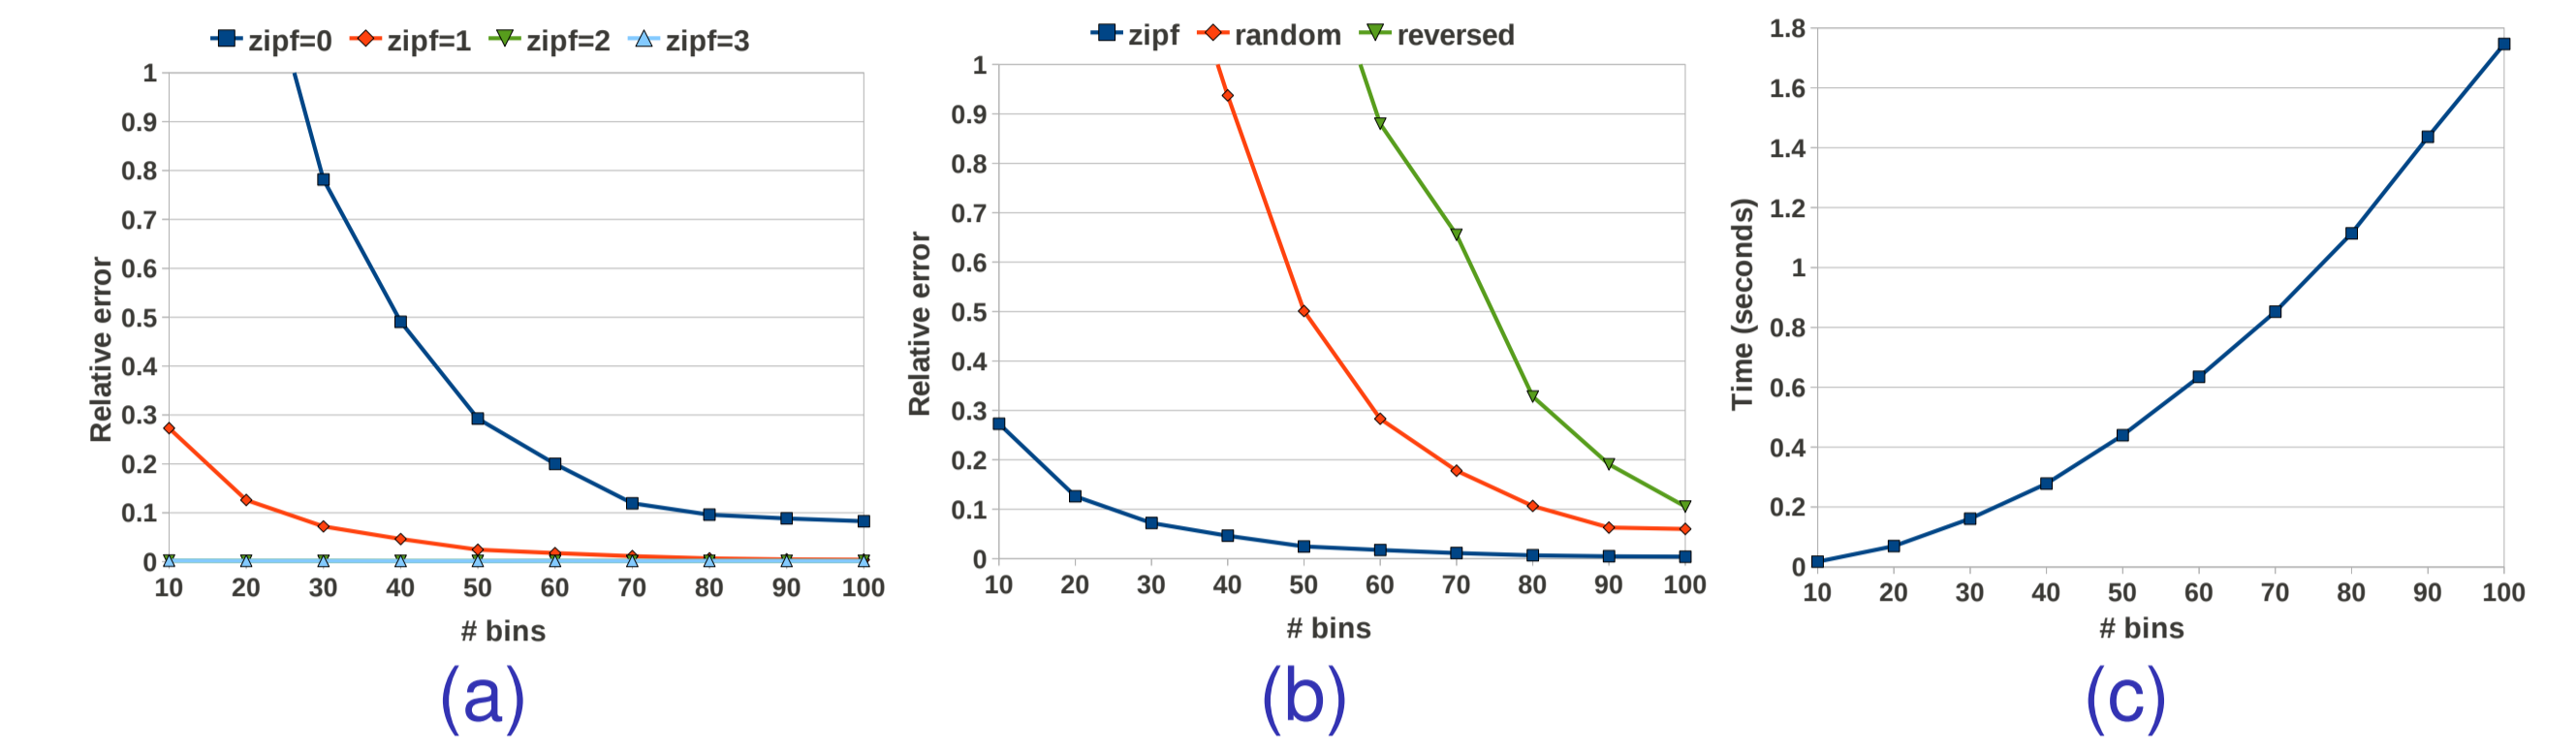 zipf=0 zipf=1 zipf=2 zipf=3
1
0.9
0.8
0.7
0.6
0.5
0.4
0.3
0.2
0.1
0
Relative error
10 20 30 40 50 60 70 80 90 100
# bins
(a)
zipf random reversed
1
0.9
0.8
0.7
0.6
0.5
0.4
0.3
0.2
0.1
0
Relative error
10 20 30 40 50 60 70 80 90 100
# bins
(b)
1.8
1.6
1.4
1.2
1
0.8
0.6
0.4
0.2
0
Time (seconds)
10 20 30 40 50 60 70 80 90 100
# bins
(c)